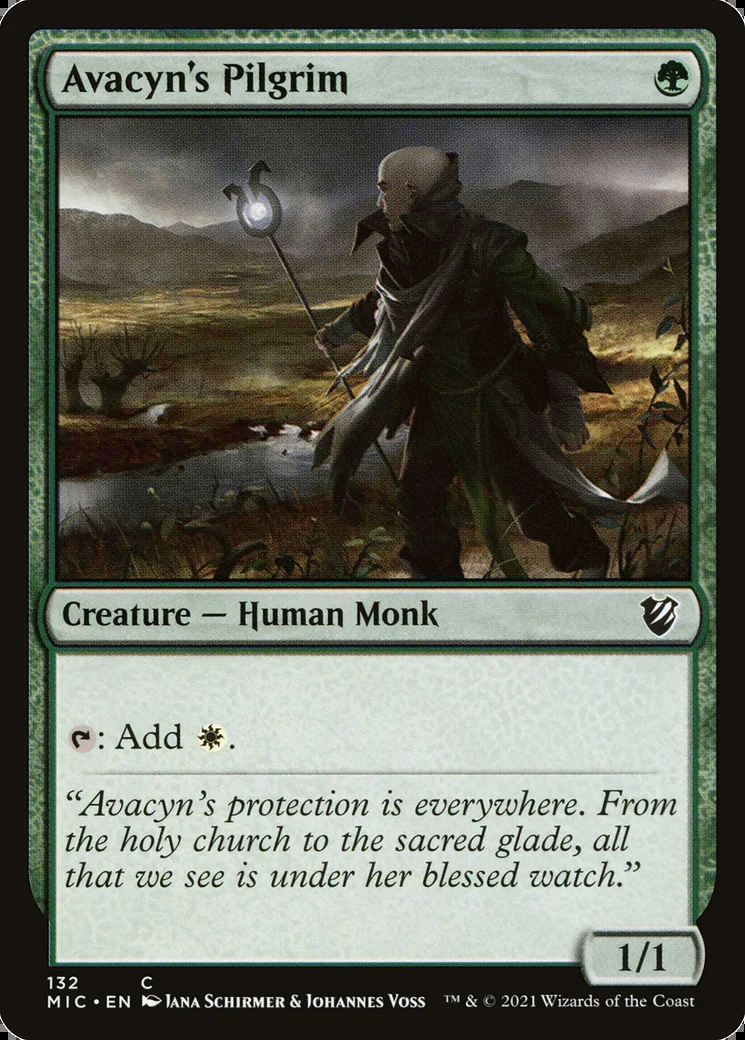 Avacyn's Pilgrim
Creature — Human Monk
: Add .
“Avacyn's protection is everywhere. From
the holy church to the sacred glade, all
that we see is under her blessed watch.”
1/1
132 C
MIC • EN Jana Schirmer & Johannes Voss ™ & © 2021 Wizards of the Coast